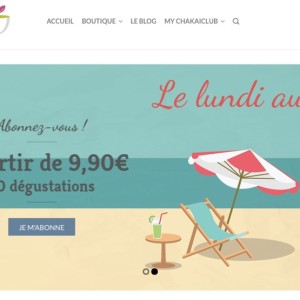 ACCUEIL BOUTIQUE LE BLOG MY CHAKAICLUB
Le lundi au
Abonnez-vous !
rtir de 9,90€
0 dégustations
JE M'ABONNE